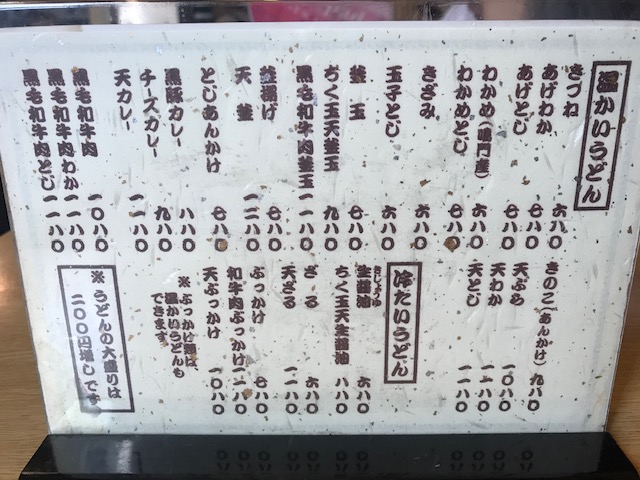 温かいうどん
きつね 六八〇
あげわか 七八〇
あげとじ 七八〇
わかめ(鳴門産) 六八〇
わかめとじ 七八〇
きざみ 六八〇
玉子とじ 六八〇
釜玉 七八〇
ちく玉天釜玉 九八〇
黒毛和牛肉釜玉 一一八〇
釜揚げ 七八〇
天釜 一二八〇
とじあんかけ 七八〇
黒豚カレー 八八〇
チーズカレー 九八〇
天カレー 一一八〇
黒毛和牛肉 一〇八〇
黒毛和牛肉わか 一一八〇
黒毛和牛肉とじ 一一八〇
きのこ(あんかけ) 九八〇
天ぷら 一〇八〇
天わか 一一八〇
天とじ 一一八〇
冷たいうどん
きじょうゆ
生醤油 六八〇
ちく玉天生醤油 八八〇
ざる 六八〇
天ざる 一一八〇
ぶっかけ 七八〇
和牛肉ぶっかけ 一一八〇
天ぶっかけ 一〇八〇
※ぶっかけ類は、
温かいうどんも
できます。
※うどんの大盛りは
二〇〇円増しです